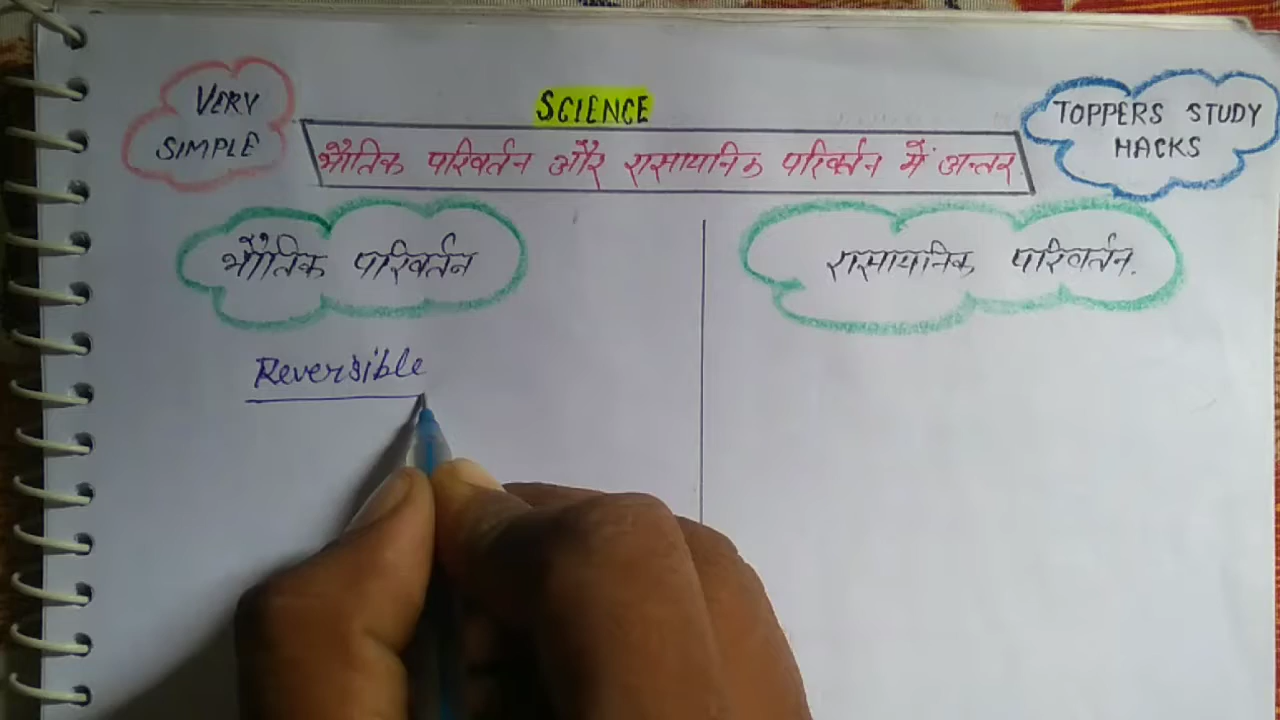 VERY
SIMPLE
SCIENCE
TOPPERS STUDY
HACKS
भौतिक परिवर्तन और रासायनिक परिवर्तन में अन्तर
भौतिक परिवर्तन
रासायनिक परिवर्तन.
Reversible